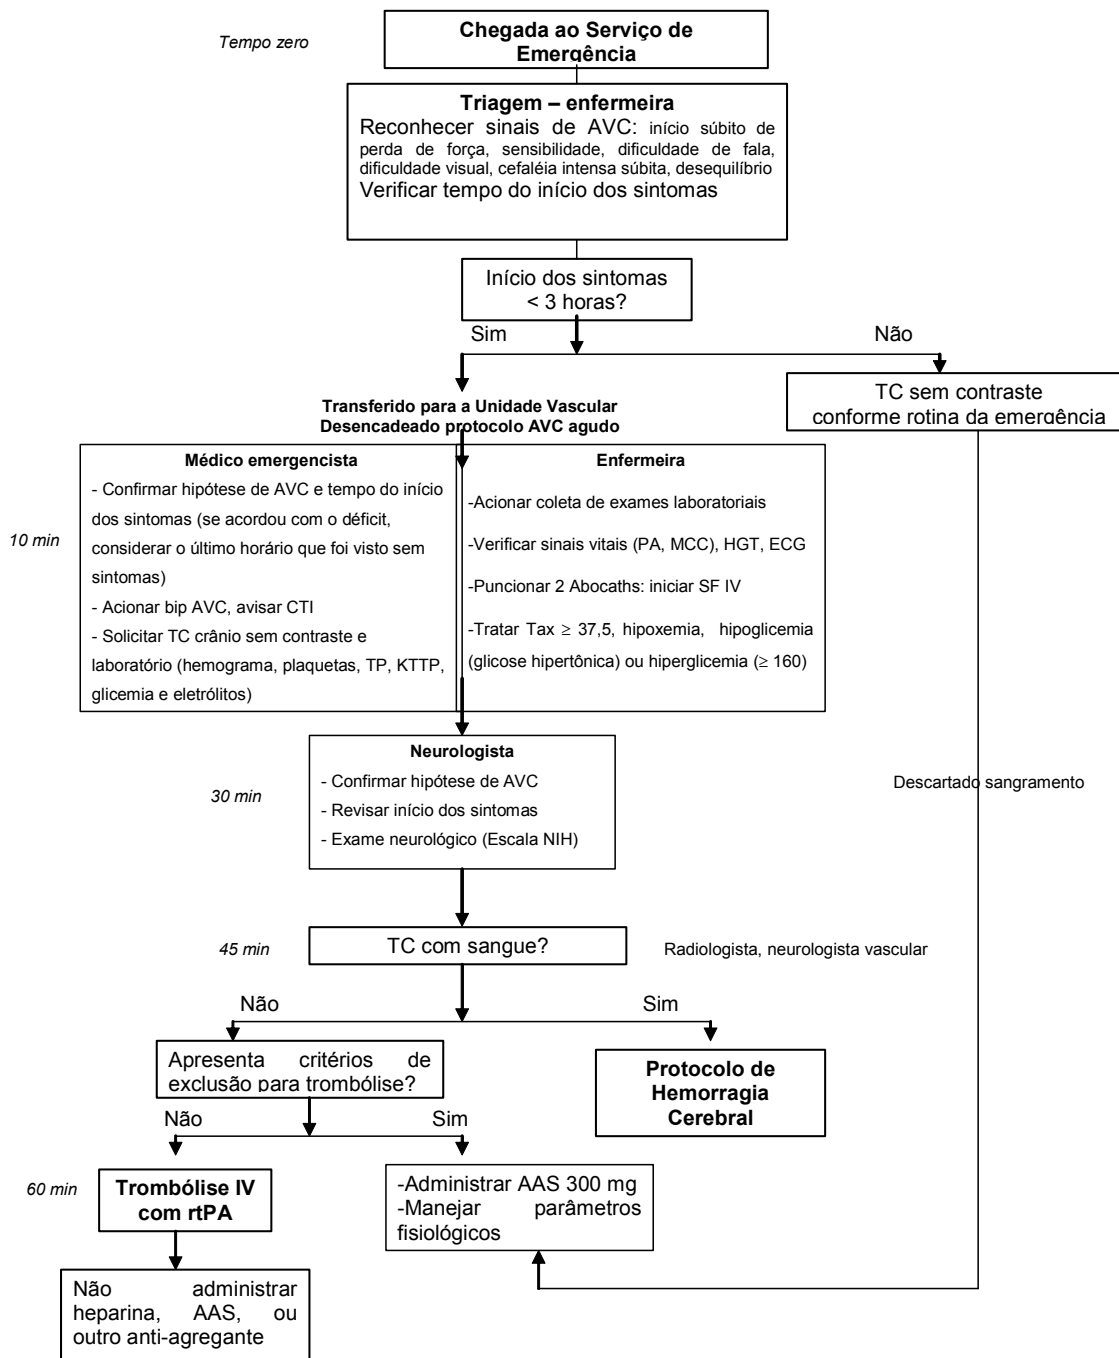 Tempo zero
Chegada ao Serviço de
Emergência
Triagem – enfermeira
Reconhecer sinais de AVC: início súbito de
perda de força, sensibilidade, dificuldade de fala,
dificuldade visual, cefaléia intensa súbita, desequilíbrio
Verificar tempo do início dos sintomas
Início dos sintomas
< 3 horas?
Sim
Não
TC sem contraste
conforme rotina da emergência
Transferido para a Unidade Vascular
Desencadeado protocolo AVC agudo
10 min
Médico emergencista
- Confirmar hipótese de AVC e tempo do início
dos sintomas (se acordou com o déficit,
considerar o último horário que foi visto sem
sintomas)
- Acionar bip AVC, avisar CTI
- Solicitar TC crânio sem contraste e
laboratório (hemograma, plaquetas, TP, KTTP,
glicemia e eletrólitos)
Enfermeira
-Acionar coleta de exames laboratoriais
-Verificar sinais vitais (PA, MCC), HGT, ECG
-Puncionar 2 Abocaths: iniciar SF IV
-Tratar Tax ≥ 37,5, hipoxemia, hipoglicemia
(glicose hipertônica) ou hiperglicemia (≥ 160)
30 min
Neurologista
- Confirmar hipótese de AVC
- Revisar início dos sintomas
- Exame neurológico (Escala NIH)
Descartado sangramento
45 min
TC com sangue?
Radiologista, neurologista vascular
Não
Sim
Apresenta critérios de
exclusão para trombólise?
Protocolo de
Hemorragia
Cerebral
Não
Sim
60 min
Trombólise IV
com rtPA
-Administrar AAS 300 mg
-Manejar parâmetros
fisiológicos
Não administrar
heparina, AAS, ou
outro anti-agregante